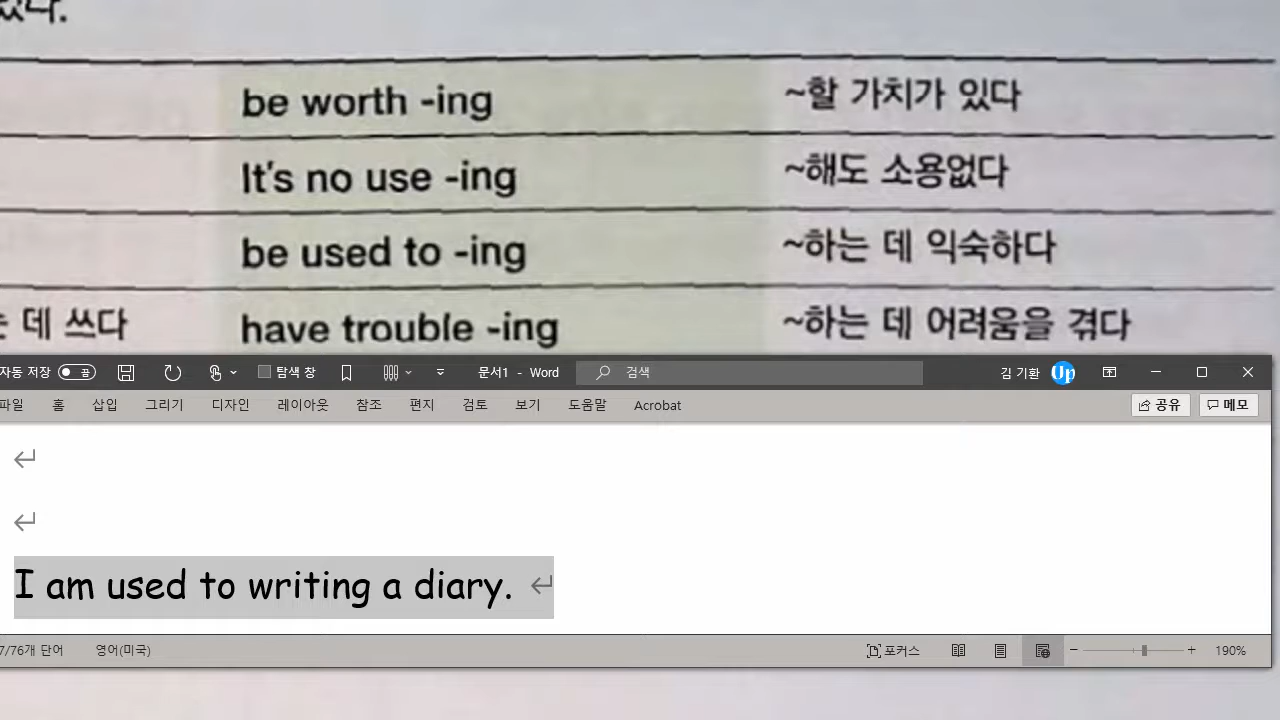 be worth -ing ~할 가치가 있다
It's no use -ing ~해도 소용없다
be used to -ing ~하는 데 익숙하다
데 쓰다 have trouble -ing ~하는 데 어려움을 겪다
자동 저장 끔 탐색 창 문서1 - Word 검색 김 기환 Up
파일 홈 삽입 그리기 디자인 레이아웃 참조 편지 검토 보기 도움말 Acrobat 공유 메모
I am used to writing a diary.
7/76개 단어 영어(미국) 포커스 190%